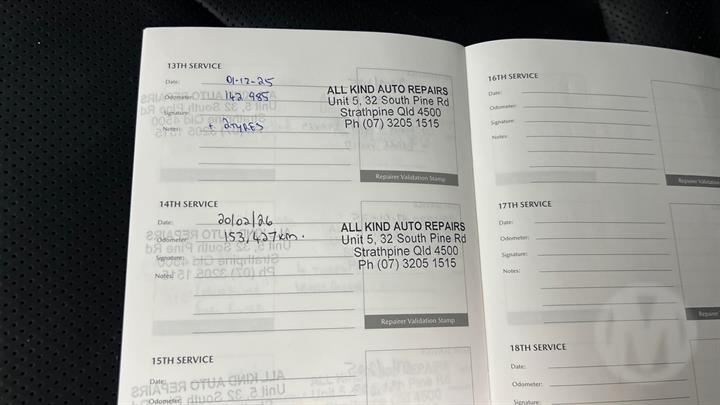 13TH SERVICE
Date: 01-12-25
Odometer: 142 985
Signature:
Notes: + 2TYRES
ALL KIND AUTO REPAIRS
Unit 5, 32 South Pine Rd
Strathpine Qld 4500
Ph (07) 3205 1515
Repairer Validation Stamp
14TH SERVICE
Date: 20/02/26
Odometer: 153,427km.
Signature:
Notes:
ALL KIND AUTO REPAIRS
Unit 5, 32 South Pine Rd
Strathpine Qld 4500
Ph (07) 3205 1515
Repairer Validation Stamp
15TH SERVICE
Date:
Odometer:
16TH SERVICE
Date:
Odometer:
Signature:
Notes:
Repairer Va
17TH SERVICE
Date:
Odometer:
Signature:
Notes:
18TH SERVICE
Date:
Odometer:
Signature: